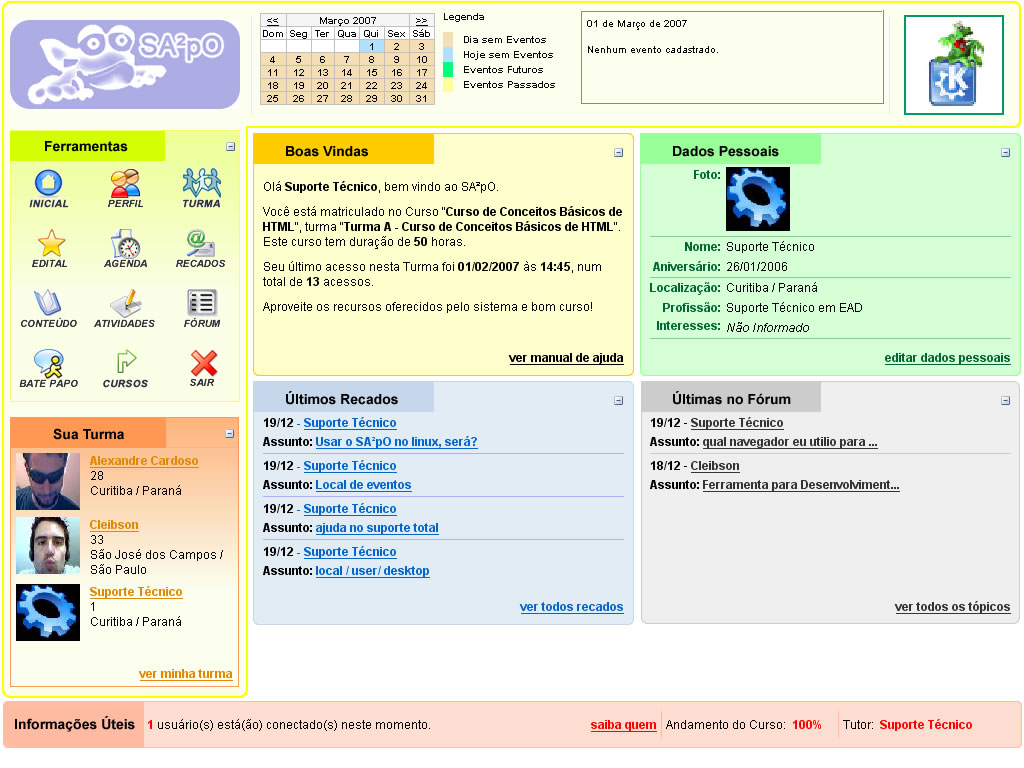 SA²pO
<< Março 2007 >>
Dom Seg Ter Qua Qui Sex Sáb
1 2 3
4 5 6 7 8 9 10
11 12 13 14 15 16 17
18 19 20 21 22 23 24
25 26 27 28 29 30 31
Legenda
Dia sem Eventos
Hoje sem Eventos
Eventos Futuros
Eventos Passados
01 de Março de 2007
Nenhum evento cadastrado.
K
Ferramentas
INICIAL PERFIL TURMA
EDITAL AGENDA RECADOS
CONTEÚDO ATIVIDADES FÓRUM
BATE PAPO CURSOS SAIR
Sua Turma
Alexandre Cardoso
28
Curitiba / Paraná
Cleibson
33
São José dos Campos /
São Paulo
Suporte Técnico
1
Curitiba / Paraná
ver minha turma
Boas Vindas
Olá Suporte Técnico, bem vindo ao SA²pO.
Você está matriculado no Curso "Curso de Conceitos Básicos de
HTML", turma "Turma A - Curso de Conceitos Básicos de HTML".
Este curso tem duração de 50 horas.
Seu último acesso nesta Turma foi 01/02/2007 às 14:45, num
total de 13 acessos.
Aproveite os recursos oferecidos pelo sistema e bom curso!
ver manual de ajuda
Dados Pessoais
Foto:
Nome: Suporte Técnico
Aniversário: 26/01/2006
Localização: Curitiba / Paraná
Profissão: Suporte Técnico em EAD
Interesses: Não Informado
editar dados pessoais
Últimos Recados
19/12 - Suporte Técnico
Assunto: Usar o SA²pO no linux, será?
19/12 - Suporte Técnico
Assunto: Local de eventos
19/12 - Suporte Técnico
Assunto: ajuda no suporte total
19/12 - Suporte Técnico
Assunto: local / user/ desktop
ver todos recados
Últimas no Fórum
19/12 - Suporte Técnico
Assunto: qual navegador eu utilio para ...
18/12 - Cleibson
Assunto: Ferramenta para Desenvolviment...
ver todos os tópicos
Informações Úteis 1 usuário(s) está(ão) conectado(s) neste momento. saiba quem Andamento do Curso: 100% Tutor: Suporte Técnico